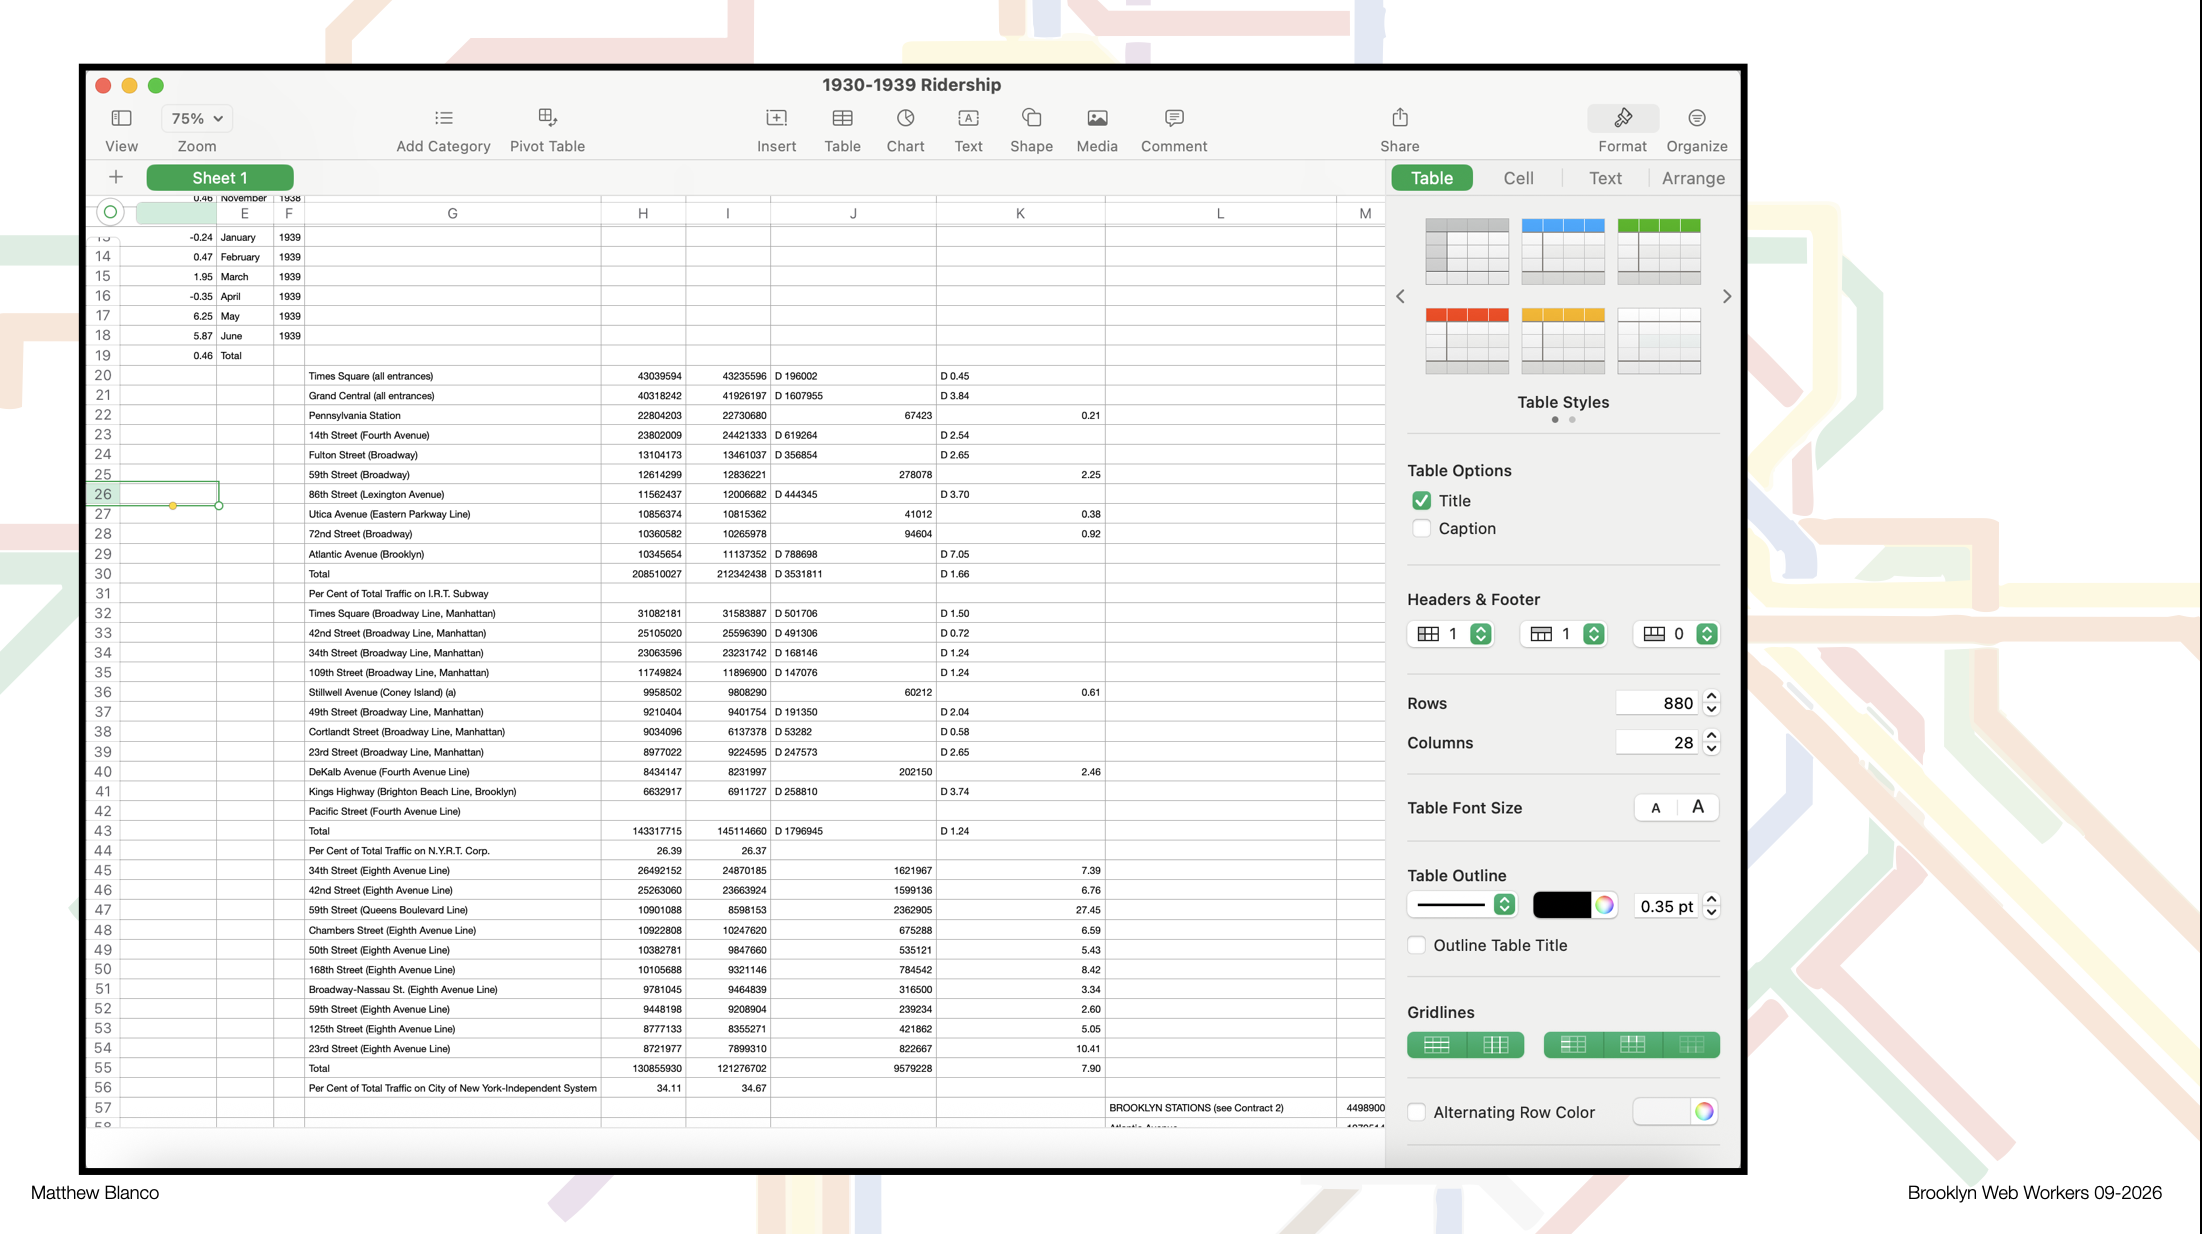 1930-1939 Ridership
75%
View Zoom Add Category Pivot Table Insert Table Chart Text Shape Media Comment Share Format Organize
Sheet 1
Table Cell Text Arrange
0.46 November 1938
E F G H I J K L M
13 -0.24 January 1939
14 0.47 February 1939
15 1.95 March 1939
16 -0.35 April 1939
17 6.25 May 1939
18 5.87 June 1939
19 0.46 Total
20 Times Square (all entrances) 43039594 43235596 D 196002 D 0.45
21 Grand Central (all entrances) 40318242 41926197 D 1607955 D 3.84
22 Pennsylvania Station 22804203 22730680 67423 0.21
23 14th Street (Fourth Avenue) 23802009 24421333 D 619264 D 2.54
24 Fulton Street (Broadway) 13104173 13461037 D 356854 D 2.65
25 59th Street (Broadway) 12614299 12836221 278078 2.25
26 86th Street (Lexington Avenue) 11562437 12006682 D 444345 D 3.70
27 Utica Avenue (Eastern Parkway Line) 10856374 10815362 41012 0.38
28 72nd Street (Broadway) 10360582 10265978 94604 0.92
29 Atlantic Avenue (Brooklyn) 10345654 11137352 D 788698 D 7.05
30 Total 208510027 212342438 D 3531811 D 1.66
31 Per Cent of Total Traffic on I.R.T. Subway
32 Times Square (Broadway Line, Manhattan) 31082181 31583887 D 501706 D 1.50
33 42nd Street (Broadway Line, Manhattan) 25105020 25596390 D 491306 D 0.72
34 34th Street (Broadway Line, Manhattan) 23063596 23231742 D 168146 D 1.24
35 109th Street (Broadway Line, Manhattan) 11749824 11896900 D 147076 D 1.24
36 Stillwell Avenue (Coney Island) (a) 9958502 9808290 60212 0.61
37 49th Street (Broadway Line, Manhattan) 9210404 9401754 D 191350 D 2.04
38 Cortlandt Street (Broadway Line, Manhattan) 9034096 6137378 D 53282 D 0.58
39 23rd Street (Broadway Line, Manhattan) 8977022 9224595 D 247573 D 2.65
40 DeKalb Avenue (Fourth Avenue Line) 8434147 8231997 202150 2.46
41 Kings Highway (Brighton Beach Line, Brooklyn) 6632917 6911727 D 258810 D 3.74
42 Pacific Street (Fourth Avenue Line)
43 Total 143317715 145114660 D 1796945 D 1.24
44 Per Cent of Total Traffic on N.Y.R.T. Corp. 26.39 26.37
45 34th Street (Eighth Avenue Line) 26492152 24870185 1621967 7.39
46 42nd Street (Eighth Avenue Line) 25263060 23663924 1599136 6.76
47 59th Street (Queens Boulevard Line) 10901088 8598153 2362905 27.45
48 Chambers Street (Eighth Avenue Line) 10922808 10247620 675288 6.59
49 50th Street (Eighth Avenue Line) 10382781 9847660 535121 5.43
50 168th Street (Eighth Avenue Line) 10105688 9321146 784542 8.42
51 Broadway-Nassau St. (Eighth Avenue Line) 9781045 9464839 316500 3.34
52 59th Street (Eighth Avenue Line) 9448198 9208904 239234 2.60
53 125th Street (Eighth Avenue Line) 8777133 8355271 421862 5.05
54 23rd Street (Eighth Avenue Line) 8721977 7899310 822667 10.41
55 Total 130855930 121276702 9579228 7.90
56 Per Cent of Total Traffic on City of New York-Independent System 34.11 34.67
57 BROOKLYN STATIONS (see Contract 2) 4498900
58 Atlantic Avenue
Table Styles
Table Options
Title
Caption
Headers & Footer
1 1 0
Rows 880
Columns 28
Table Font Size A A
Table Outline
0.35 pt
Outline Table Title
Gridlines
Alternating Row Color
Matthew Blanco
Brooklyn Web Workers 09-2026